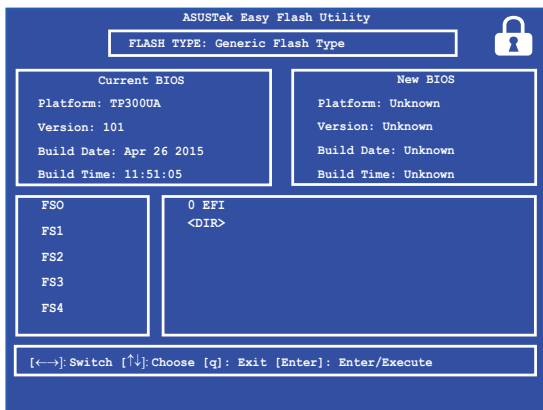 ASUSTek Easy Flash Utility
FLASH TYPE: Generic Flash Type
Current BIOS
Platform: TP300UA
Version: 101
Build Date: Apr 26 2015
Build Time: 11:51:05
New BIOS
Platform: Unknown
Version: Unknown
Build Date: Unknown
Build Time: Unknown
FSO
FS1
FS2
FS3
FS4
0 EFI
<DIR>
[←→]: Switch [↑↓]: Choose [q]: Exit [Enter]: Enter/Execute